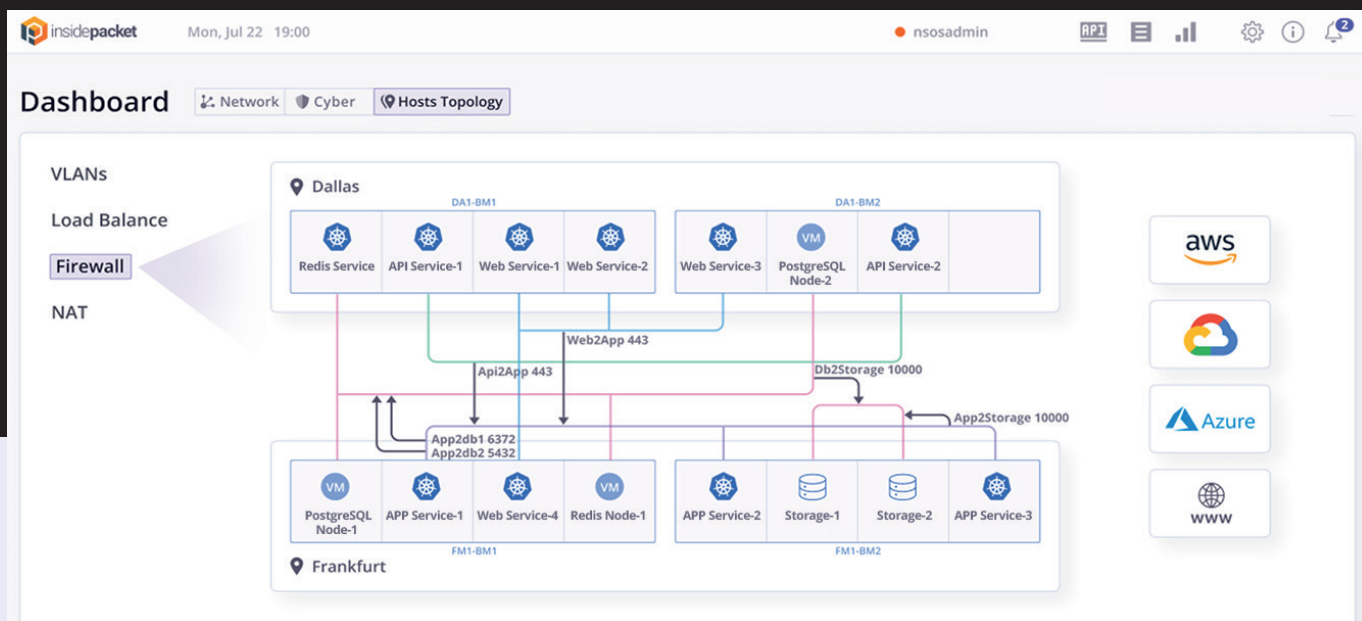 insidepacket
Mon, Jul 22 19:00
nsosadmin
API
2
Dashboard
Network
Cyber
Hosts Topology
VLANs
Load Balance
Firewall
NAT
Dallas
DA1-BM1
DA1-BM2
Redis Service
API Service-1
Web Service-1
Web Service-2
Web Service-3
VM
PostgreSQL
Node-2
API Service-2
Web2App 443
Api2App 443
Db2Storage 10000
App2Storage 10000
App2db1 6372
App2db2 5432
VM
PostgreSQL
Node-1
APP Service-1
Web Service-4
VM
Redis Node-1
APP Service-2
Storage-1
Storage-2
APP Service-3
FM1-BM1
FM1-BM2
Frankfurt
aws
Azure
www